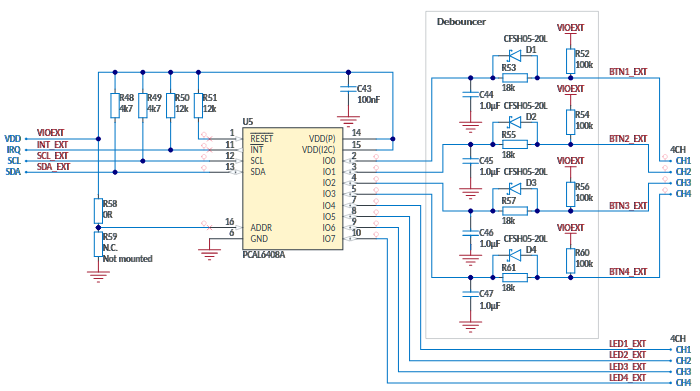 Debouncer
VIOEXT
CFSH05-20L
D1
R52
100k
R53
18k
BTN1_EXT
C44
1.0µF
VIOEXT
CFSH05-20L
D2
R54
100k
R55
18k
BTN2_EXT
C45
1.0µF
VIOEXT
CFSH05-20L
D3
R56
100k
R57
18k
BTN3_EXT
C46
1.0µF
VIOEXT
CFSH05-20L
D4
R60
100k
R61
18k
BTN4_EXT
C47
1.0µF
4CH
CH1
CH2
CH3
CH4
R48
4k7
R49
4k7
R50
12k
R51
12k
C43
100nF
VDD
VIOEXT
IRQ
INT_EXT
SCL
SCL_EXT
SDA
SDA_EXT
R58
0R
R59
N.C.
Not mounted
U5
1 RESET
11 INT
12 SCL
13 SDA
16 ADDR
6 GND
VDD(P) 14
VDD(I2C) 15
IO0 2
IO1 3
IO2 4
IO3 5
IO4 7
IO5 8
IO6 9
IO7 10
PCAL6408A
4CH
LED1_EXT CH1
LED2_EXT CH2
LED3_EXT CH3
LED4_EXT CH4